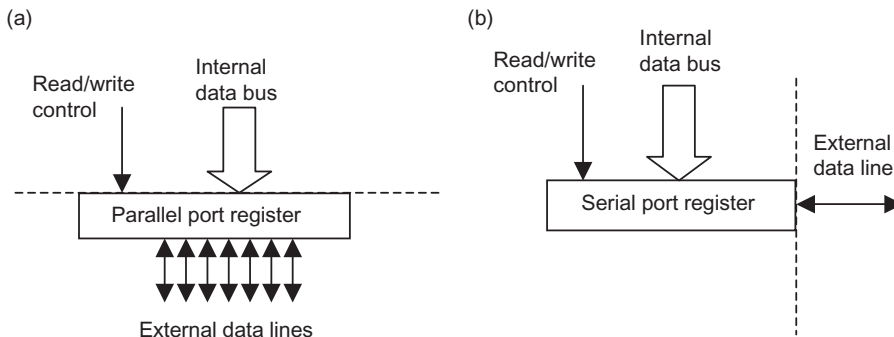 (a)
Read/write
control
Internal
data bus
Parallel port register
External data lines
(b)
Read/write
control
Internal
data bus
External
data line
Serial port register